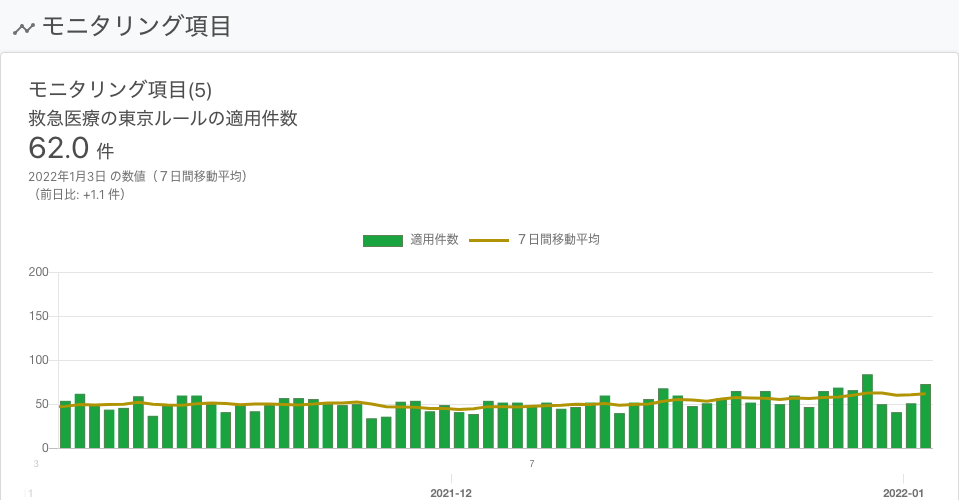 モニタリング項目
モニタリング項目(5)
救急医療の東京ルールの適用件数
62.0 件
2022年1月3日 の数値（７日間移動平均）
（前日比: +1.1 件）
適用件数 ７日間移動平均
200
150
100
50
0
3 7
1 2021-12 2022-01